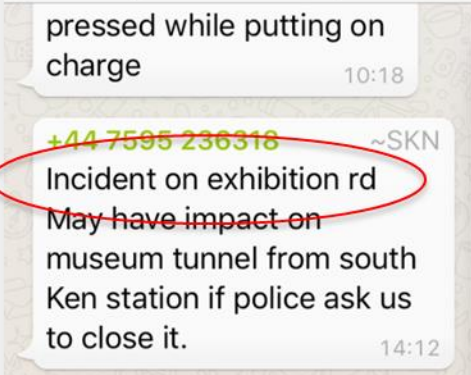 pressed while putting on
charge
10:18
+44 7595 236318 ~SKN
Incident on exhibition rd
May have impact on
museum tunnel from south
Ken station if police ask us
to close it.
14:12